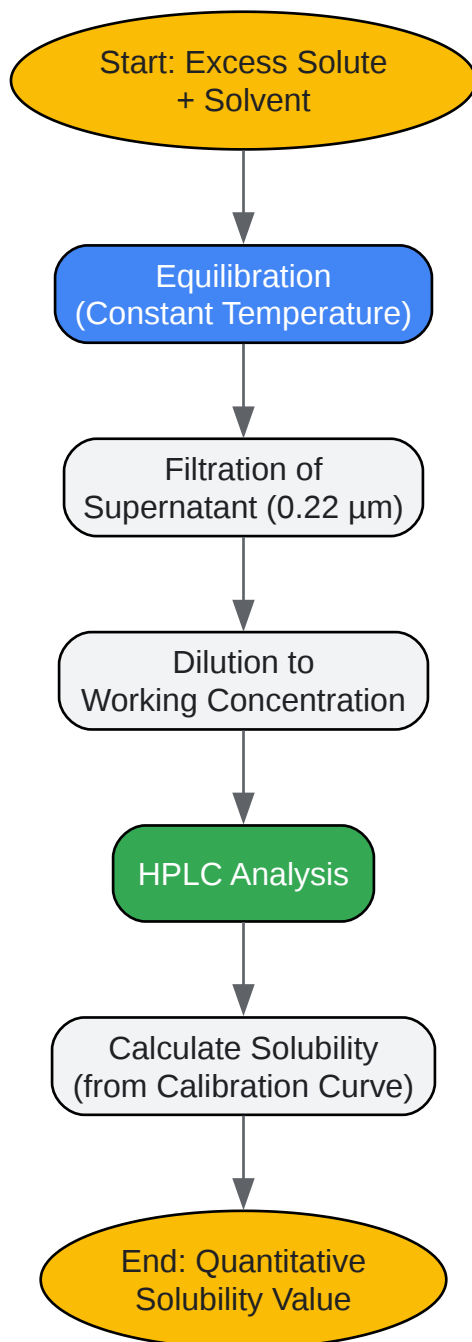 Start: Excess Solute
+ Solvent
Equilibration
(Constant Temperature)
Filtration of
Supernatant (0.22 µm)
Dilution to
Working Concentration
HPLC Analysis
Calculate Solubility
(from Calibration Curve)
End: Quantitative
Solubility Value